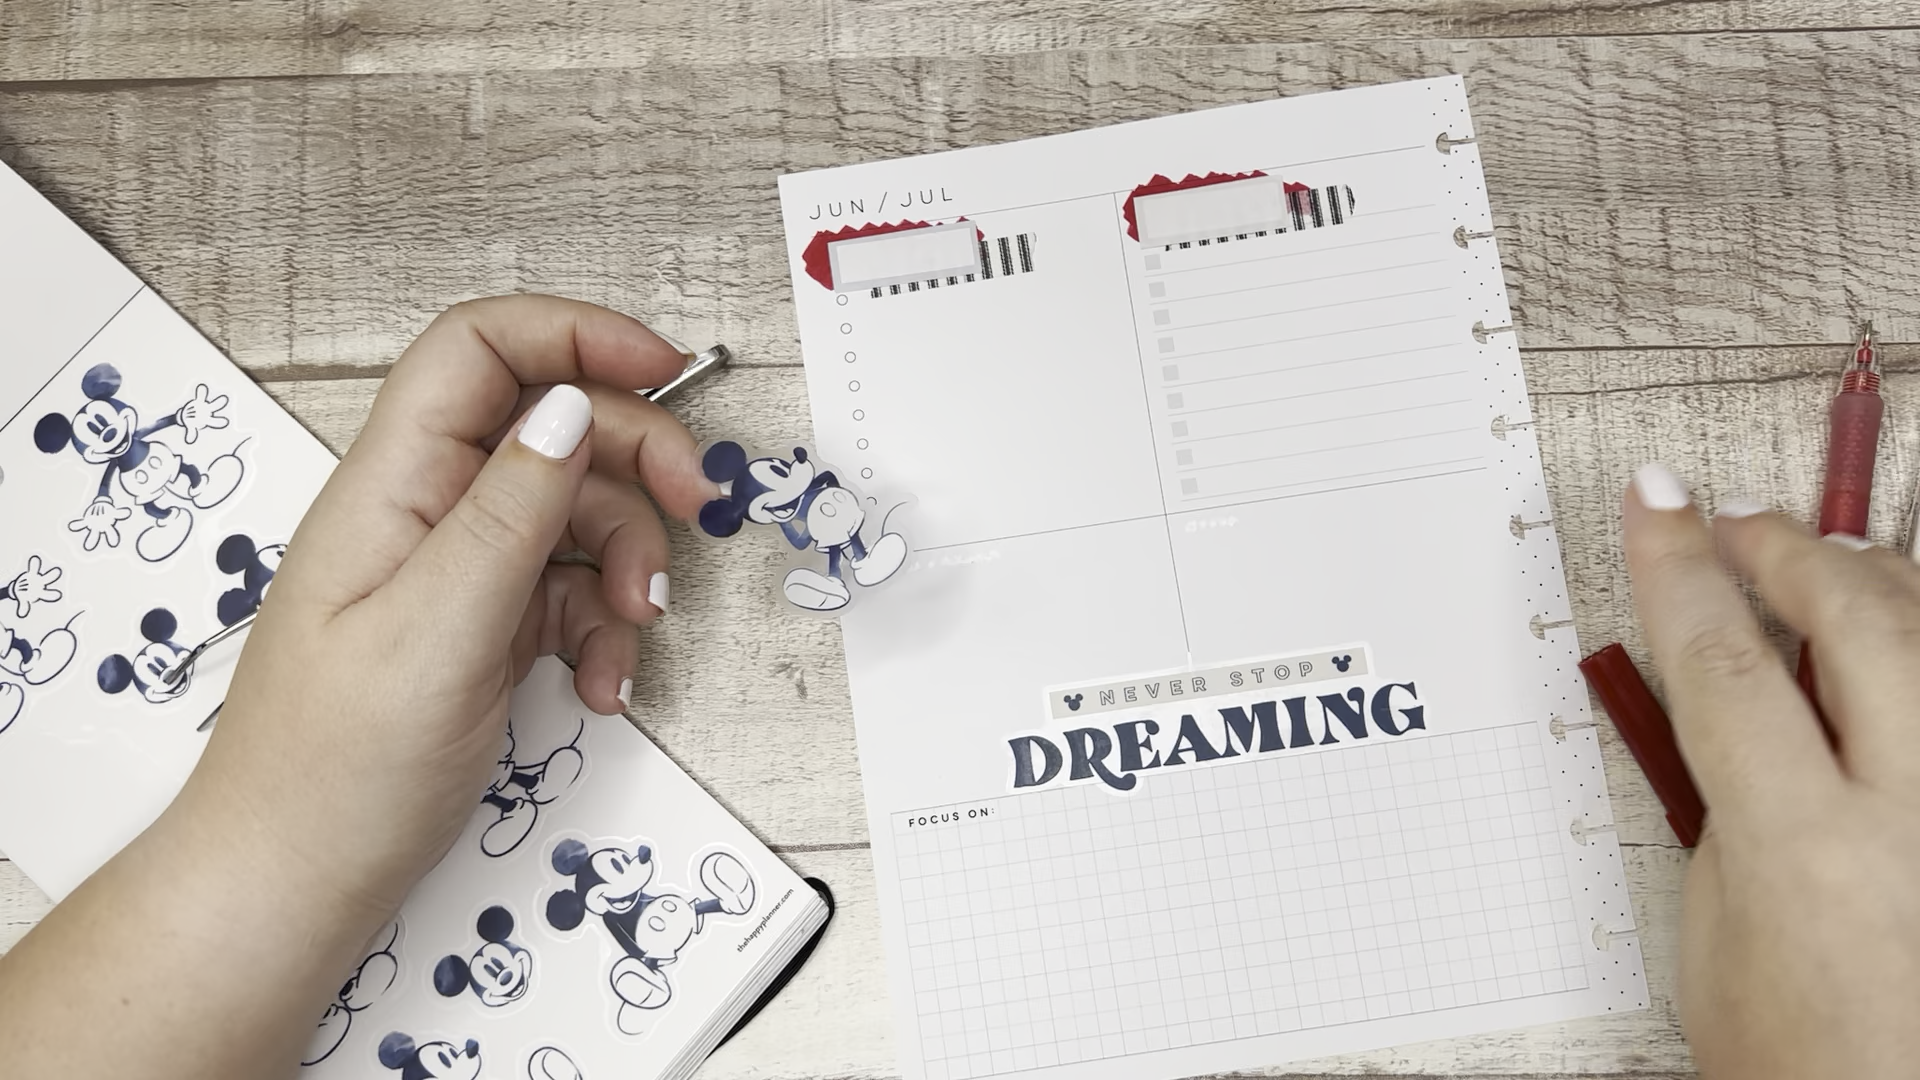 JUN / JUL
NEVER STOP
DREAMING
FOCUS ON:
thehappyplanner.com